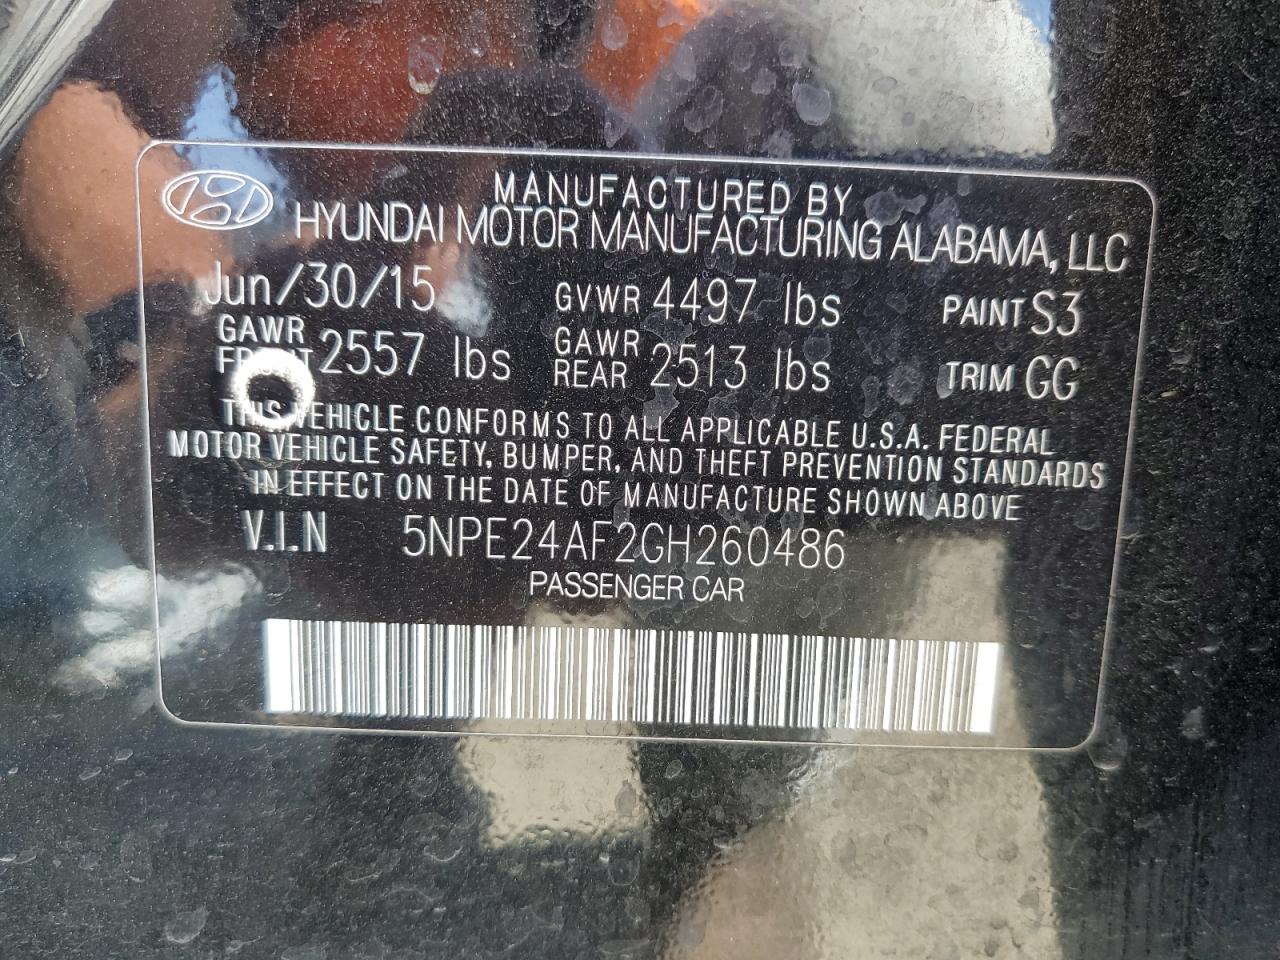 MANUFACTURED BY
HYUNDAI MOTOR MANUFACTURING ALABAMA, LLC
Jun/30/15 GVWR 4497 lbs PAINT S3
GAWR FRONT 2557 lbs GAWR REAR 2513 lbs TRIM GG
THIS VEHICLE CONFORMS TO ALL APPLICABLE U.S.A. FEDERAL
MOTOR VEHICLE SAFETY, BUMPER, AND THEFT PREVENTION STANDARDS
IN EFFECT ON THE DATE OF MANUFACTURE SHOWN ABOVE
V.I.N 5NPE24AF2GH260486
PASSENGER CAR